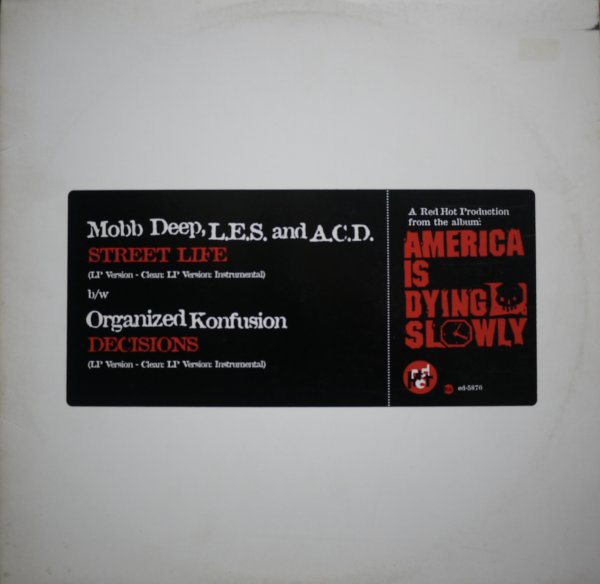 Mobb Deep, L.E.S. and A.C.D.
STREET LIFE
(LP Version - Clean: LP Version: Instrumental)
b/w
Organized Konfusion
DECISIONS
(LP Version - Clean: LP Version: Instrumental)
A Red Hot Production
from the album:
AMERICA
IS
DYING
SLOWLY
ed-5870